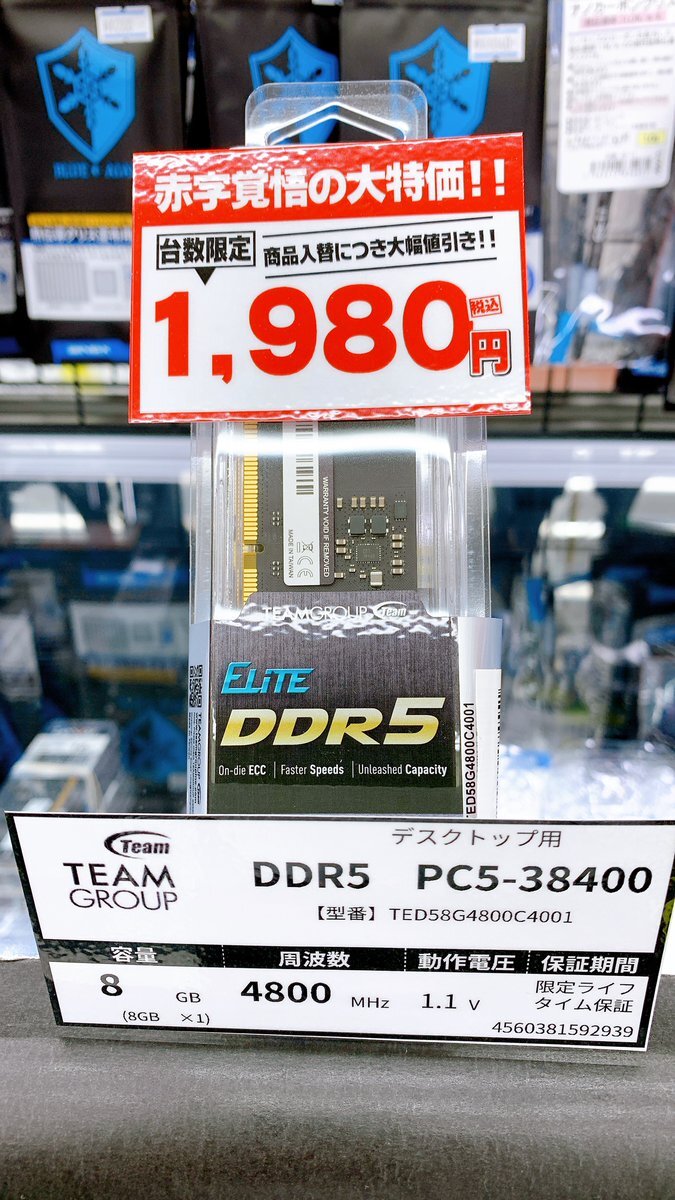 赤字覚悟の大特価!!
台数限定
商品入替につき大幅値引き!!
1,980円
税込
WARRANTY VOID IF REMOVED
MADE IN TAIWAN
TEAMGROUP Team
ELITE
DDR5
On-die ECC | Faster Speeds | Unleashed Capacity
TED58G4800C4001
Team
TEAM
GROUP
デスクトップ用
DDR5 PC5-38400
【型番】TED58G4800C4001
容量 周波数 動作電圧 保証期間
8 GB
(8GB ×1)
4800 MHz
1.1 V
限定ライフ
タイム保証
4560381592939